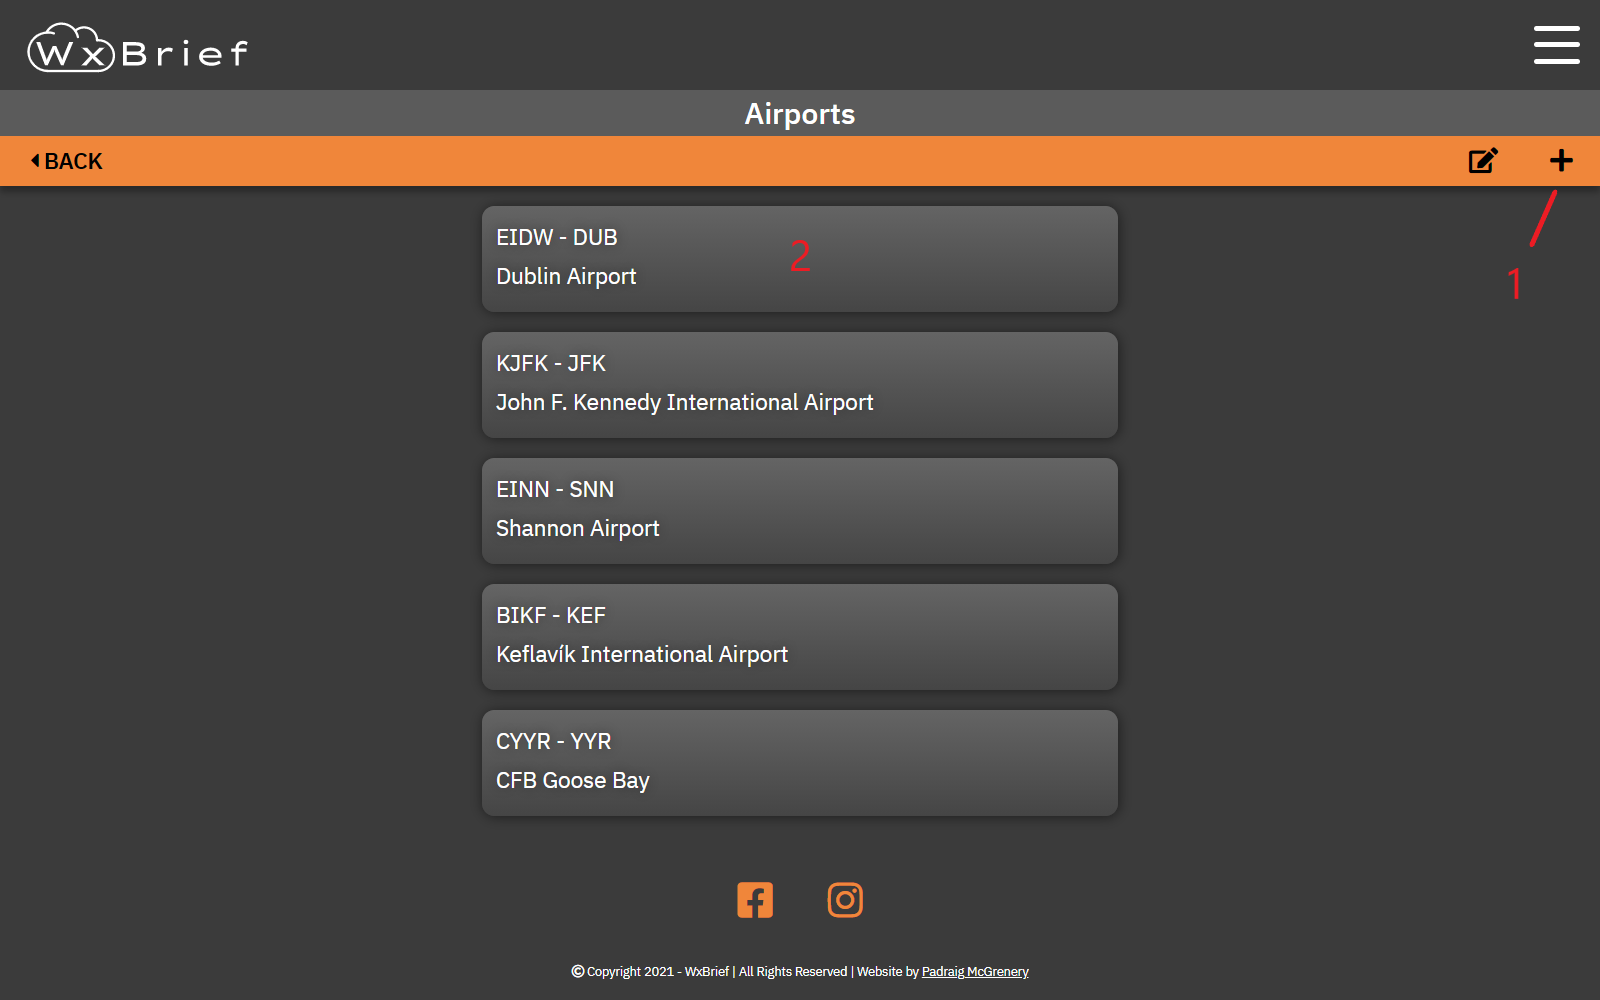 WxBrief
Airports
BACK
1
EIDW - DUB
2
Dublin Airport
KJFK - JFK
John F. Kennedy International Airport
EINN - SNN
Shannon Airport
BIKF - KEF
Keflavík International Airport
CYYR - YYR
CFB Goose Bay
© Copyright 2021 - WxBrief | All Rights Reserved | Website by Padraig McGrenery